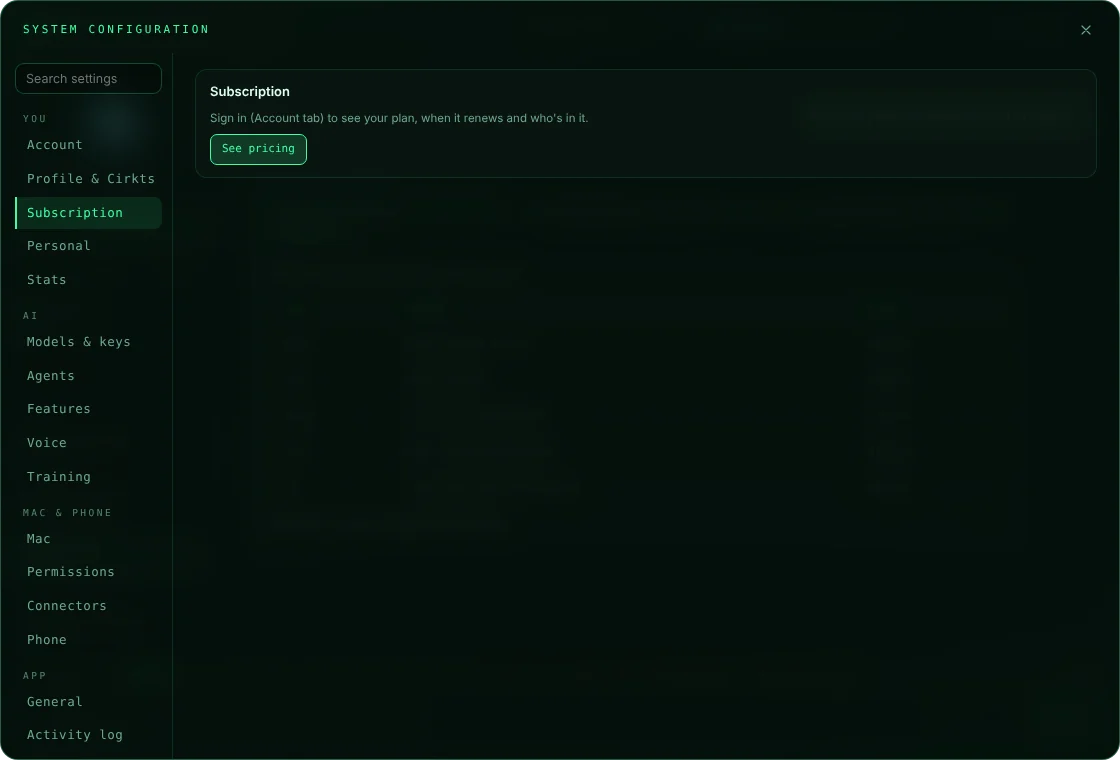 SYSTEM CONFIGURATION
Search settings
YOU
Account
Profile & Cirkts
Subscription
Personal
Stats
AI
Models & keys
Agents
Features
Voice
Training
MAC & PHONE
Mac
Permissions
Connectors
Phone
APP
General
Activity log
Subscription
Sign in (Account tab) to see your plan, when it renews and who's in it.
See pricing